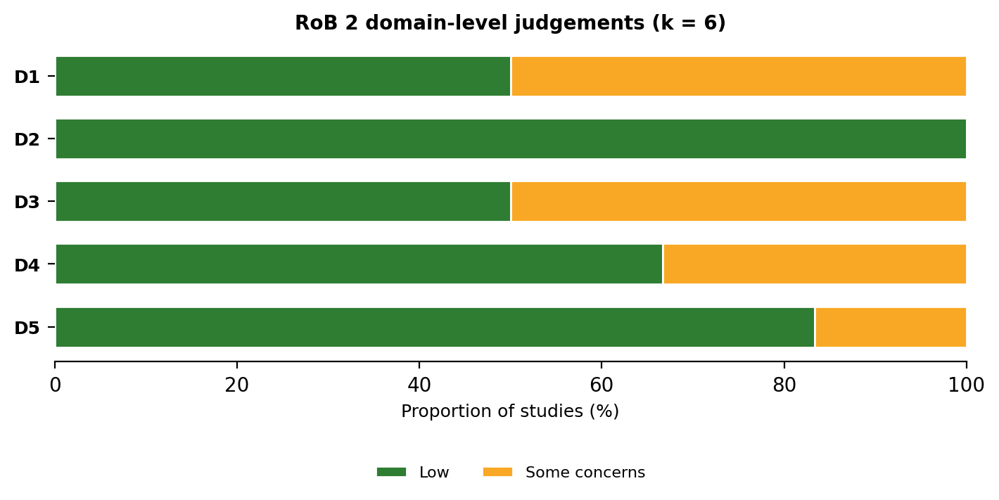 RoB 2 domain-level judgements (k = 6)
D1
D2
D3
D4
D5
0 20 40 60 80 100
Proportion of studies (%)
Low Some concerns